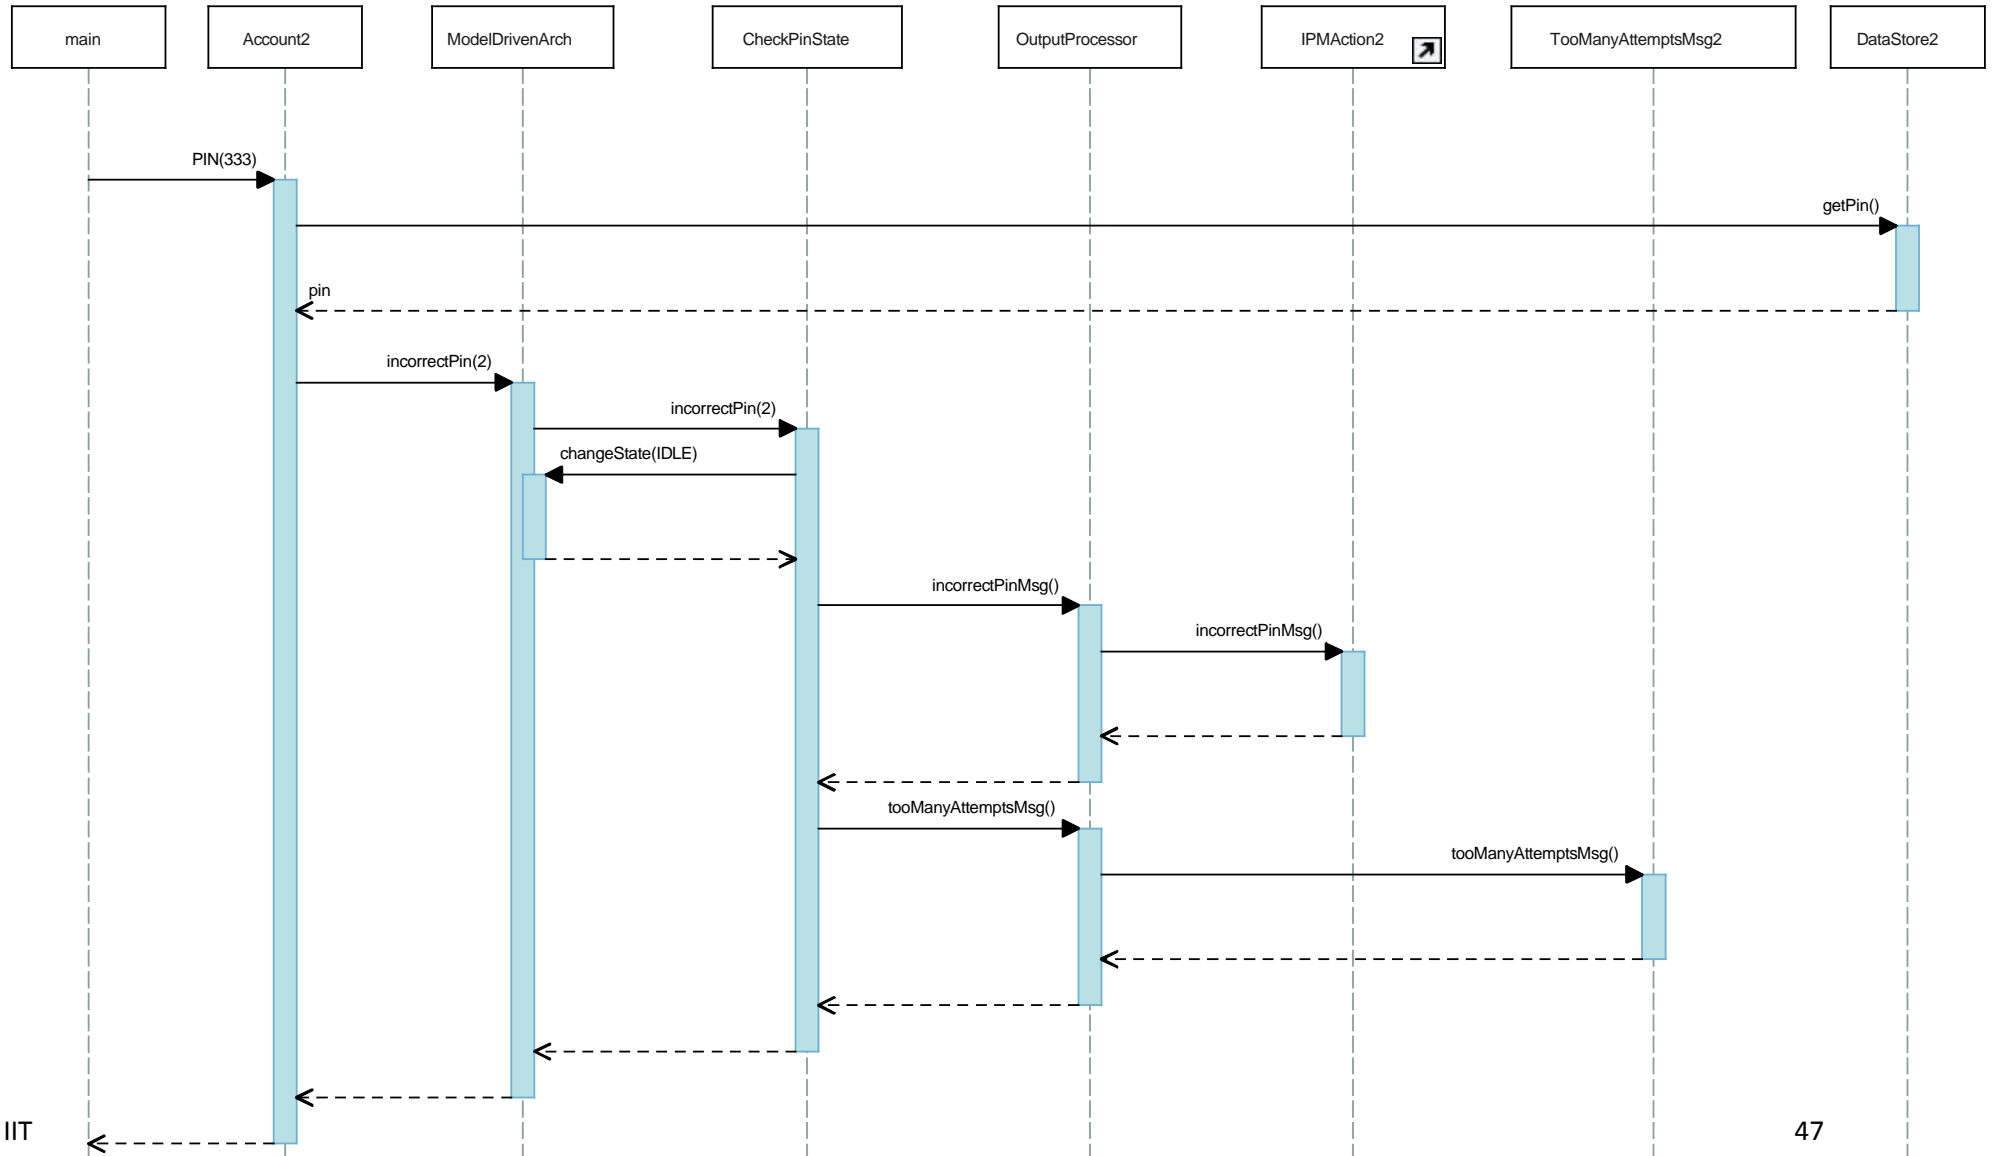 main
Account2
ModelDrivenArch
CheckPinState
OutputProcessor
IPMAction2
TooManyAttemptsMsg2
DataStore2
PIN(333)
getPin()
pin
incorrectPin(2)
incorrectPin(2)
changeState(IDLE)
incorrectPinMsg()
incorrectPinMsg()
tooManyAttemptsMsg()
tooManyAttemptsMsg()
IIT
47